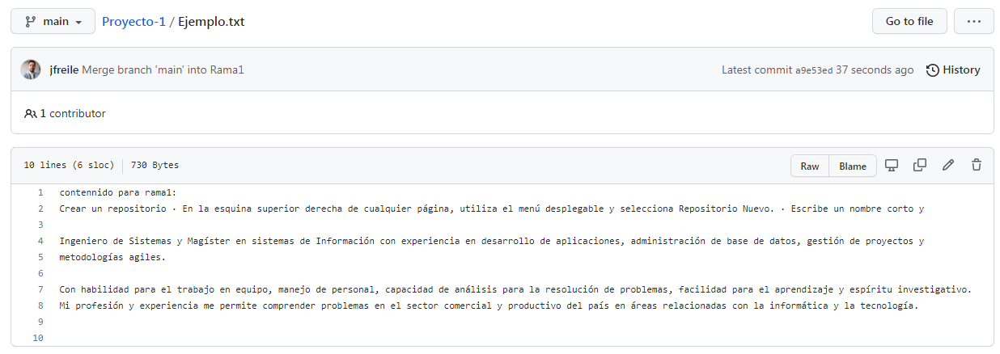 main Proyecto-1 / Ejemplo.txt Go to file ...
jfreile Merge branch 'main' into Rama1 Latest commit a9e53ed 37 seconds ago History
1 contributor
10 lines (6 sloc) 730 Bytes Raw Blame
1 contennido para rama1:
2 Crear un repositorio · En la esquina superior derecha de cualquier página, utiliza el menú desplegable y selecciona Repositorio Nuevo. · Escribe un nombre corto y
3
4 Ingeniero de Sistemas y Magíster en sistemas de Información con experiencia en desarrollo de aplicaciones, administración de base de datos, gestión de proyectos y
5 metodologías agiles.
6
7 Con habilidad para el trabajo en equipo, manejo de personal, capacidad de análisis para la resolución de problemas, facilidad para el aprendizaje y espíritu investigativo.
8 Mi profesión y experiencia me permite comprender problemas en el sector comercial y productivo del país en áreas relacionadas con la informática y la tecnología.
9
10